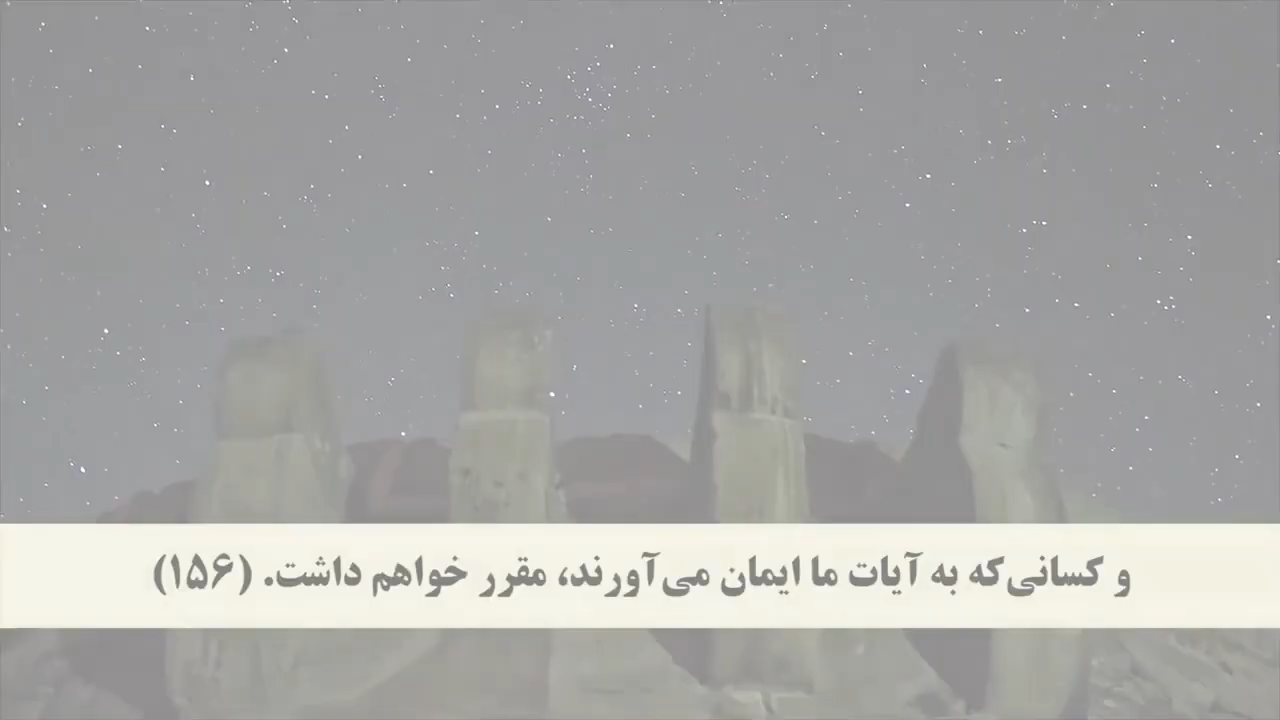 و کسانی‌که به آیات ما ایمان می‌آورند، مقرر خواهم داشت. (۱۵۶)